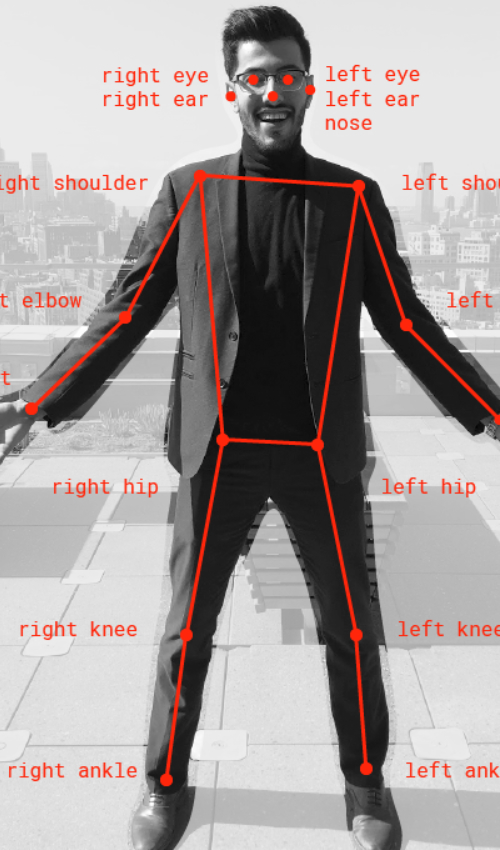 right eye
left eye
right ear
left ear
nose
ight shoulder
left shou
t elbow
left
t
right hip
left hip
right knee
left knee
right ankle
left ank